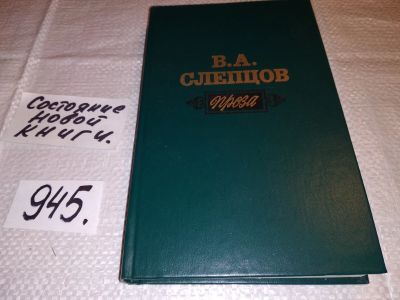 В.А.
СЛЕПЦОВ
проза
Состояние
новой
книги.
945.